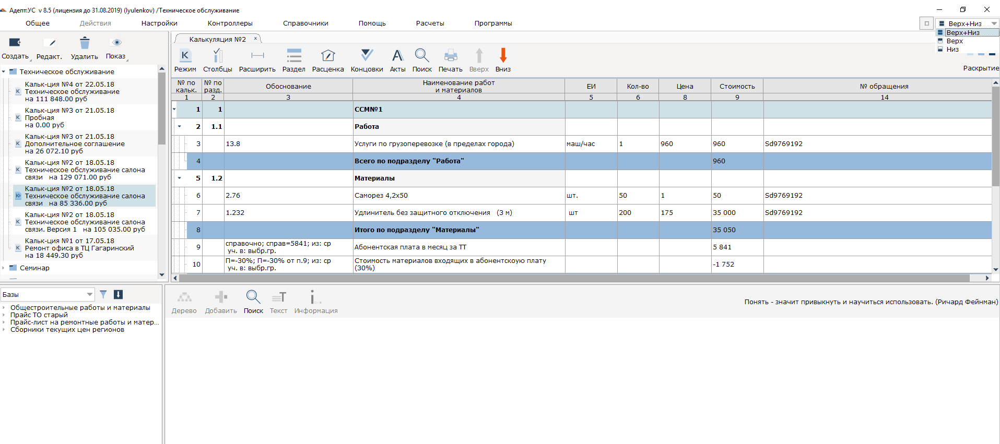 Адепт:УС v 8.5 (лицензия до 31.08.2019) (lyulenkov) /Техническое обслуживание
Общее Действия Настройки Контроллеры Справочники Помощь Расчеты Программы
Верх+Низ
Верх+Низ
Верх
Низ
Создать Редакт. Удалить Показ
Техническое обслуживание
Кальк-ция №4 от 22.05.18
Техническое обслуживание
на 111 848.00 руб
Кальк-ция №3 от 21.05.18
Пробная
на 0.00 руб
Кальк-ция №3 от 21.05.18
Дополнительное соглашение
на 26 072.10 руб
Кальк-ция №2 от 18.05.18
Техническое обслуживание салона
связи на 129 071.00 руб
Кальк-ция №2 от 18.05.18
Техническое обслуживание салона
связи на 85 336.00 руб
Кальк-ция №2 от 18.05.18
Техническое обслуживание салона
связи. Версия 1 на 105 035.00 руб
Кальк-ция №1 от 17.05.18
Ремонт офиса в ТЦ Гагаринский
на 18 449.30 руб
Семинар
Калькуляция №2 x
Режим Столбцы Расширить Раздел Расценка Концовки Акты Поиск Печать Вверх Вниз
Раскрытие
№ по кальк. № по разд. Обоснование Наименование работ и материалов ЕИ Кол-во Цена Стоимость № обращения
1 2 3 4 5 6 8 9 14
1 1 ССМ№1
2 1.1 Работа
3 13.8 Услуги по грузоперевозке (в пределах города) маш/час 1 960 960 Sd9769192
4 Всего по подразделу "Работа" 960
5 1.2 Материалы
6 2.76 Саморез 4,2х50 шт. 50 1 50 Sd9769192
7 1.232 Удлинитель без защитного отключения (3 м) шт 200 175 35 000 Sd9769192
8 Итого по подразделу "Материалы" 35 050
9 справочно; справ=5841; из: ср уч. в: выбр.гр. Абонентская плата в месяц за ТТ 5 841
10 П=-30%; П=-30% от п.9; из: ср уч. в: выбр.гр. Стоимость материалов входящих в абонентскоую плату (30%) -1 752
Базы
Общестроительные работы и материалы
Прайс ТО старый
Прайс-лист на ремонтные работы и матер...
Сборники текущих цен регионов
Дерево Добавить Поиск Текст Информация
Понять - значит привыкнуть и научиться использовать. (Ричард Фейнман)